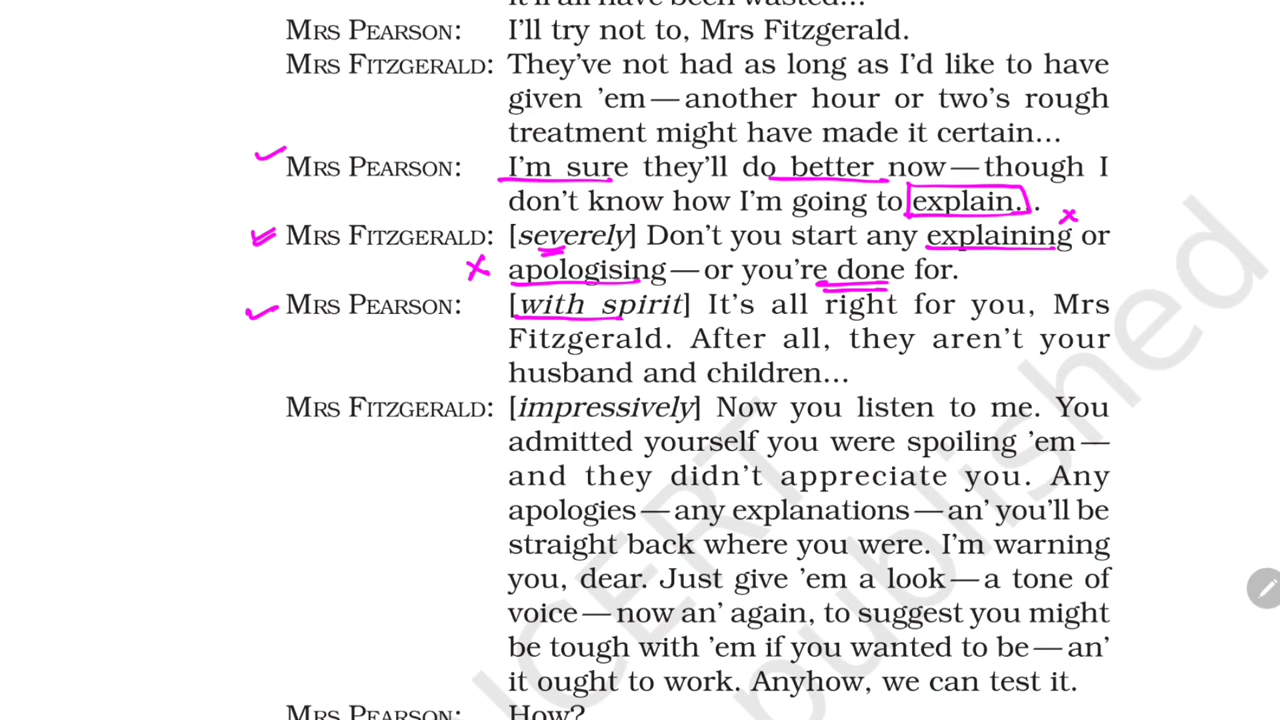 it'll all have been wasted...
MRS PEARSON: I'll try not to, Mrs Fitzgerald.
MRS FITZGERALD: They've not had as long as I'd like to have
given 'em—another hour or two's rough
treatment might have made it certain...
MRS PEARSON: I'm sure they'll do better now—though I
don't know how I'm going to explain...
MRS FITZGERALD: [severely] Don't you start any explaining or
apologising—or you're done for.
MRS PEARSON: [with spirit] It's all right for you, Mrs
Fitzgerald. After all, they aren't your
husband and children...
MRS FITZGERALD: [impressively] Now you listen to me. You
admitted yourself you were spoiling 'em—
and they didn't appreciate you. Any
apologies—any explanations—an' you'll be
straight back where you were. I'm warning
you, dear. Just give 'em a look—a tone of
voice—now an' again, to suggest you might
be tough with 'em if you wanted to be—an'
it ought to work. Anyhow, we can test it.
MRS PEARSON: How?
NCERT
published